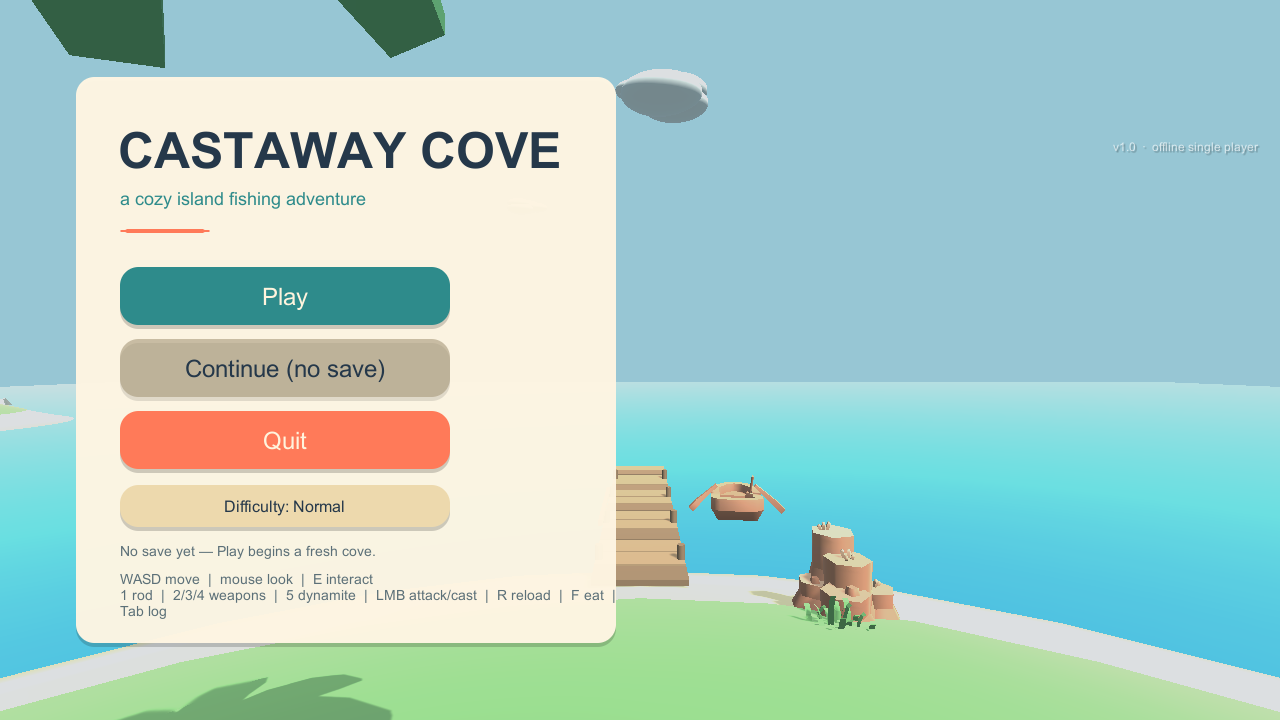 CASTAWAY COVE
a cozy island fishing adventure
v1.0 · offline single player
Play
Continue (no save)
Quit
Difficulty: Normal
No save yet — Play begins a fresh cove.
WASD move | mouse look | E interact
1 rod | 2/3/4 weapons | 5 dynamite | LMB attack/cast | R reload | F eat |
Tab log